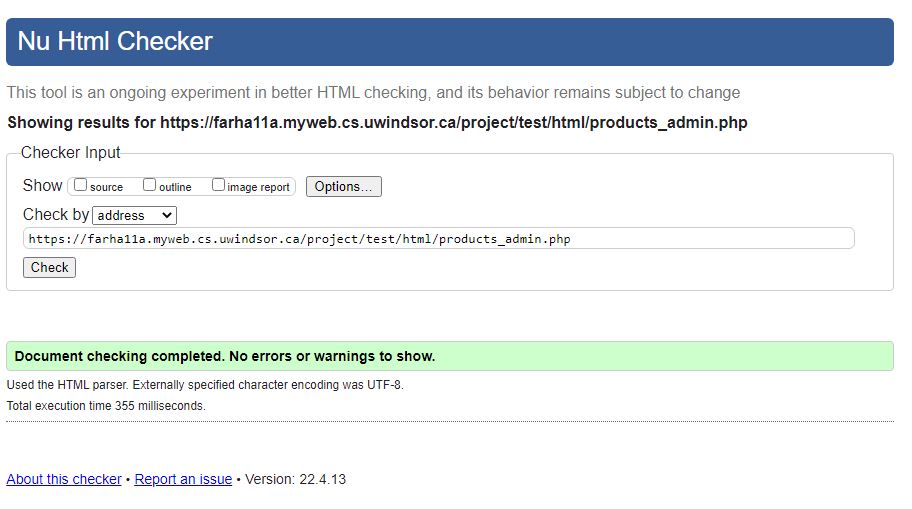 Nu Html Checker
This tool is an ongoing experiment in better HTML checking, and its behavior remains subject to change
Showing results for https://farha11a.myweb.cs.uwindsor.ca/project/test/html/products_admin.php
Checker Input
Show source outline image report Options...
Check by address
https://farha11a.myweb.cs.uwindsor.ca/project/test/html/products_admin.php
Check
Document checking completed. No errors or warnings to show.
Used the HTML parser. Externally specified character encoding was UTF-8.
Total execution time 355 milliseconds.
About this checker • Report an issue • Version: 22.4.13